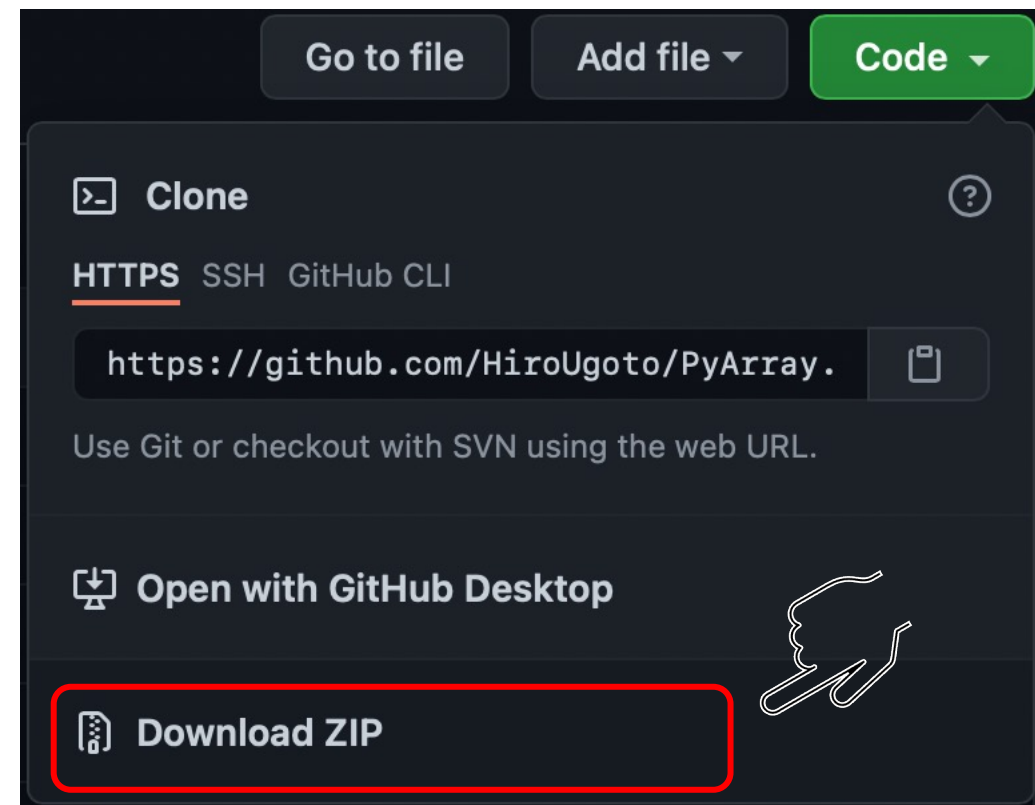 Go to file Add file Code
Clone
HTTPS SSH GitHub CLI
https://github.com/HiroUgoto/PyArray.
Use Git or checkout with SVN using the web URL.
Open with GitHub Desktop
Download ZIP